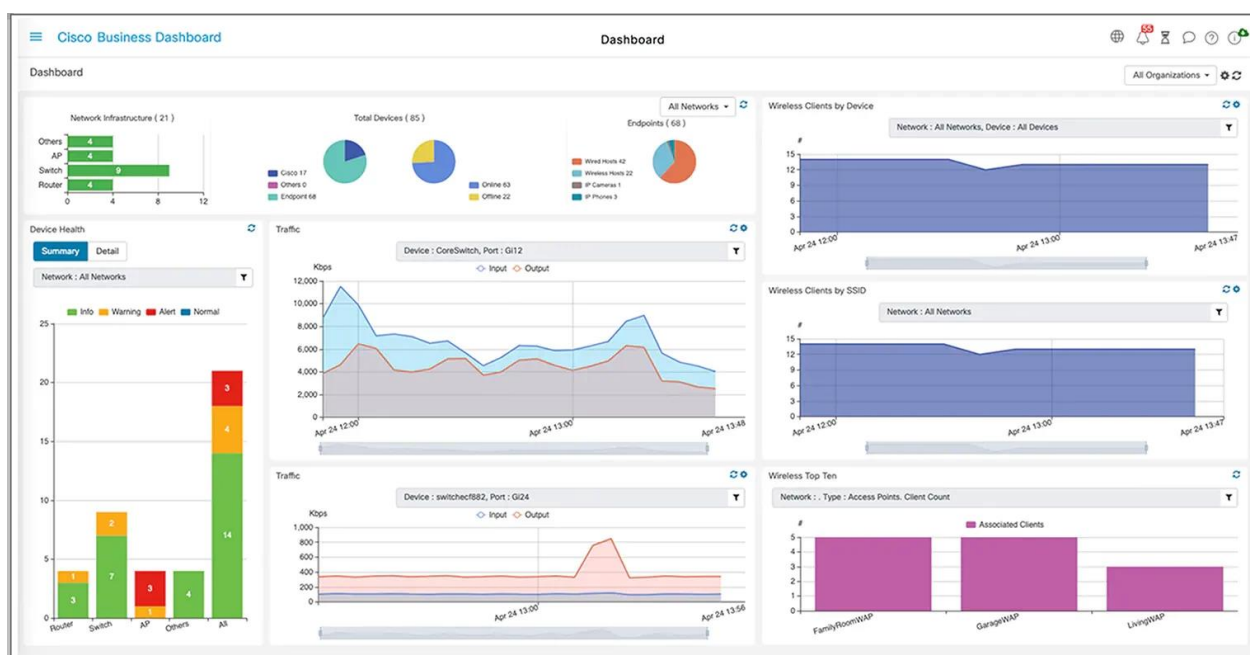 Cisco Business Dashboard
Dashboard
55
Dashboard
All Organizations
All Networks
Network Infrastructure ( 21 )
Others 4
AP 4
Switch 9
Router 4
0 4 8 12
Total Devices ( 85 )
Cisco 17
Others 0
Endpoint 68
Online 63
Offline 22
Endpoints ( 68 )
Wired Hosts 42
Wireless Hosts 22
IP Cameras 1
IP Phones 3
Wireless Clients by Device
Network : All Networks, Device : All Devices
#
15
12
9
6
3
0
Apr 24 12:00 Apr 24 13:00 Apr 24 13:47
Device Health
Summary Detail
Network : All Networks
Info Warning Alert Normal
25
20
15
10
5
0
1
3
2
7
3
1
4
3
4
14
Router Switch AP Others All
Traffic
Device : CoreSwitch, Port : Gi12
Input Output
Kbps
12,000
10,000
8,000
6,000
4,000
2,000
0
Apr 24 12:00 Apr 24 13:00 Apr 24 13:48
Wireless Clients by SSID
Network : All Networks
#
15
12
9
6
3
0
Apr 24 12:00 Apr 24 13:00 Apr 24 13:47
Traffic
Device : switchecf882, Port : Gi24
Input Output
Kbps
1,000
800
600
400
200
0
Apr 24 13:00 Apr 24 13:56
Wireless Top Ten
Network : . Type : Access Points. Client Count
Associated Clients
#
5
4
3
2
1
0
FamilyRoomWAP GarageWAP LivingWAP